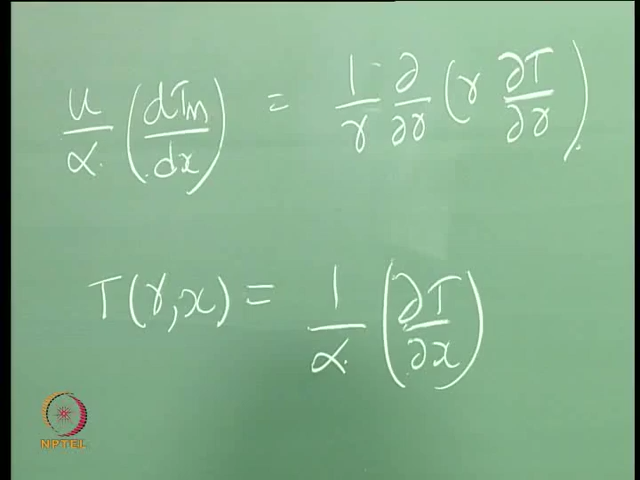 u/α (dTm/dx) = 1/r ∂/∂r (r ∂T/∂r)
T(r,x) = 1/α (∂T/∂x)
NPTEL